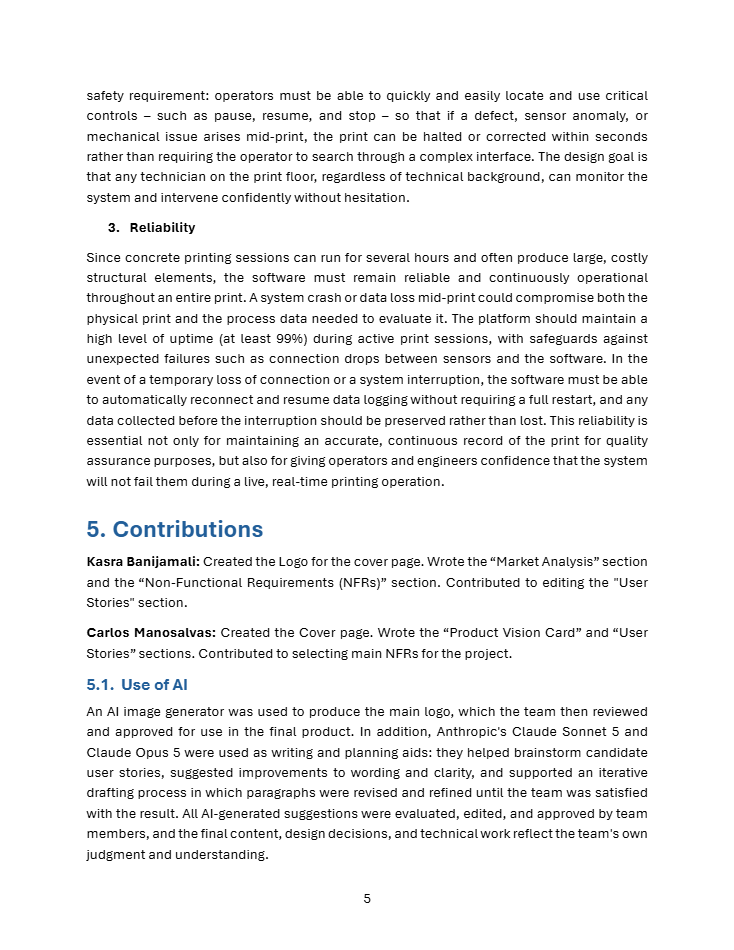 safety requirement: operators must be able to quickly and easily locate and use critical
controls – such as pause, resume, and stop – so that if a defect, sensor anomaly, or
mechanical issue arises mid-print, the print can be halted or corrected within seconds
rather than requiring the operator to search through a complex interface. The design goal is
that any technician on the print floor, regardless of technical background, can monitor the
system and intervene confidently without hesitation.
3. Reliability
Since concrete printing sessions can run for several hours and often produce large, costly
structural elements, the software must remain reliable and continuously operational
throughout an entire print. A system crash or data loss mid-print could compromise both the
physical print and the process data needed to evaluate it. The platform should maintain a
high level of uptime (at least 99%) during active print sessions, with safeguards against
unexpected failures such as connection drops between sensors and the software. In the
event of a temporary loss of connection or a system interruption, the software must be able
to automatically reconnect and resume data logging without requiring a full restart, and any
data collected before the interruption should be preserved rather than lost. This reliability is
essential not only for maintaining an accurate, continuous record of the print for quality
assurance purposes, but also for giving operators and engineers confidence that the system
will not fail them during a live, real-time printing operation.
5. Contributions
Kasra Banijamali: Created the Logo for the cover page. Wrote the “Market Analysis” section
and the “Non-Functional Requirements (NFRs)” section. Contributed to editing the "User
Stories" section.
Carlos Manosalvas: Created the Cover page. Wrote the “Product Vision Card” and “User
Stories” sections. Contributed to selecting main NFRs for the project.
5.1. Use of AI
An AI image generator was used to produce the main logo, which the team then reviewed
and approved for use in the final product. In addition, Anthropic's Claude Sonnet 5 and
Claude Opus 5 were used as writing and planning aids: they helped brainstorm candidate
user stories, suggested improvements to wording and clarity, and supported an iterative
drafting process in which paragraphs were revised and refined until the team was satisfied
with the result. All AI-generated suggestions were evaluated, edited, and approved by team
members, and the final content, design decisions, and technical work reflect the team's own
judgment and understanding.
5